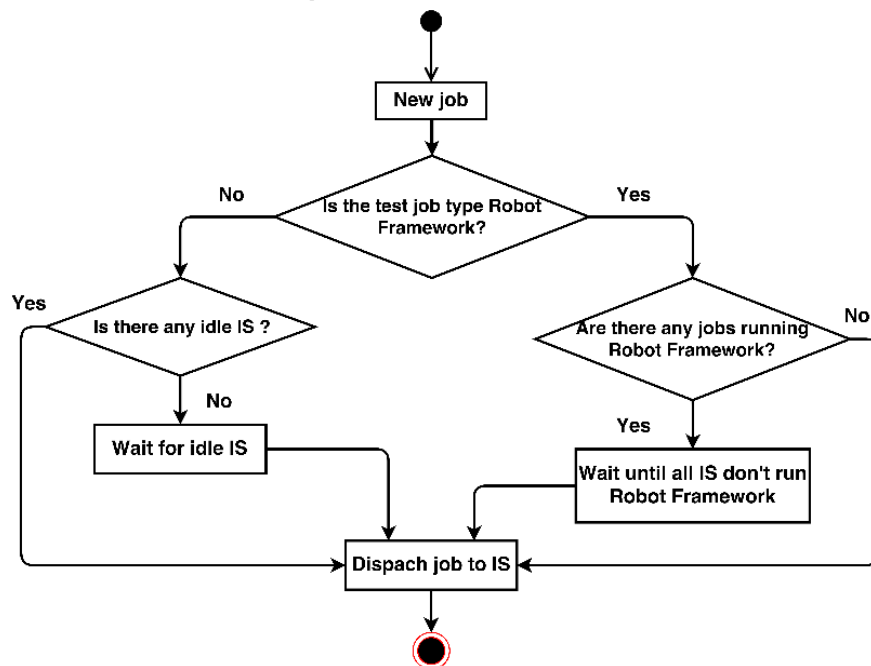 New job
No
Is the test job type Robot
Framework?
Yes
Yes
Is there any idle IS ?
Are there any jobs running
Robot Framework?
No
No
Yes
Wait for idle IS
Wait until all IS don't run
Robot Framework
Dispach job to IS